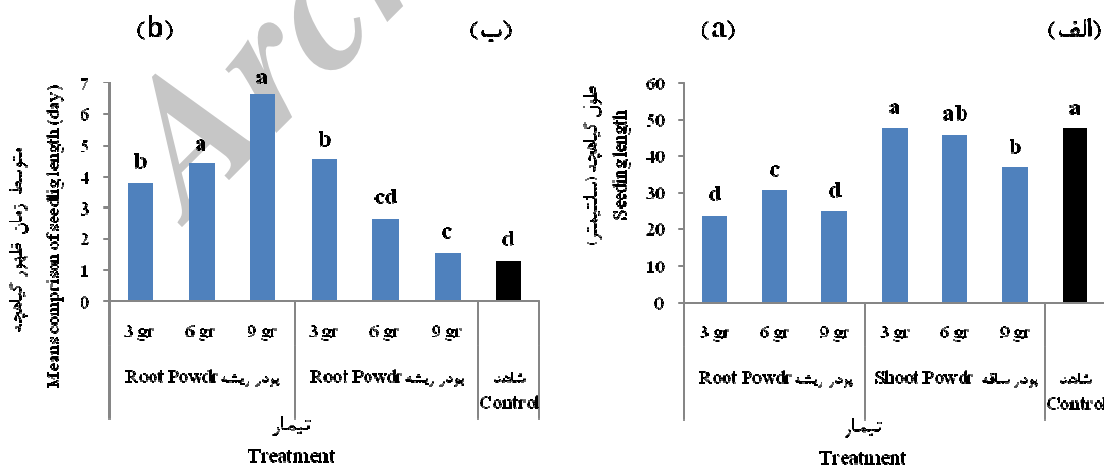 Arc
(b)
(ب)
متوسط زمان ظهور گیاهچه
Means comprison of seedlig length (day)
7
6
5
4
3
2
1
0
b
a
a
b
cd
c
d
3 gr 6 gr 9 gr 3 gr 6 gr 9 gr
Root Powdr پودر ریشه
Root Powdr پودر ریشه
شاهد
Control
تیمار
Treatment
(a)
(الف)
طول گیاهچه (سانتیمتر)
Seeding length
60
50
40
30
20
10
0
d
c
d
a
ab
b
a
3 gr 6 gr 9 gr 3 gr 6 gr 9 gr
Root Powdr پودر ریشه
Shoot Powdr پودر ساقه
شاهد
Control
تیمار
Treatment